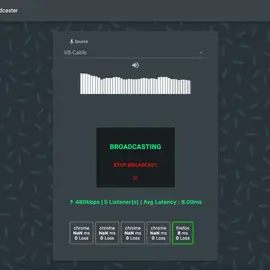 dcaster
Source
VB Cable
BROADCASTING
STOP BROADCAST
↑ 480kbps | 5 Listener(s) | Avg Latency : 8.00ms
chrome chrome chrome chrome firefox
NaN ms NaN ms NaN ms NaN ms 8 ms
0 Loss 0 Loss 0 Loss 0 Loss 0 Loss